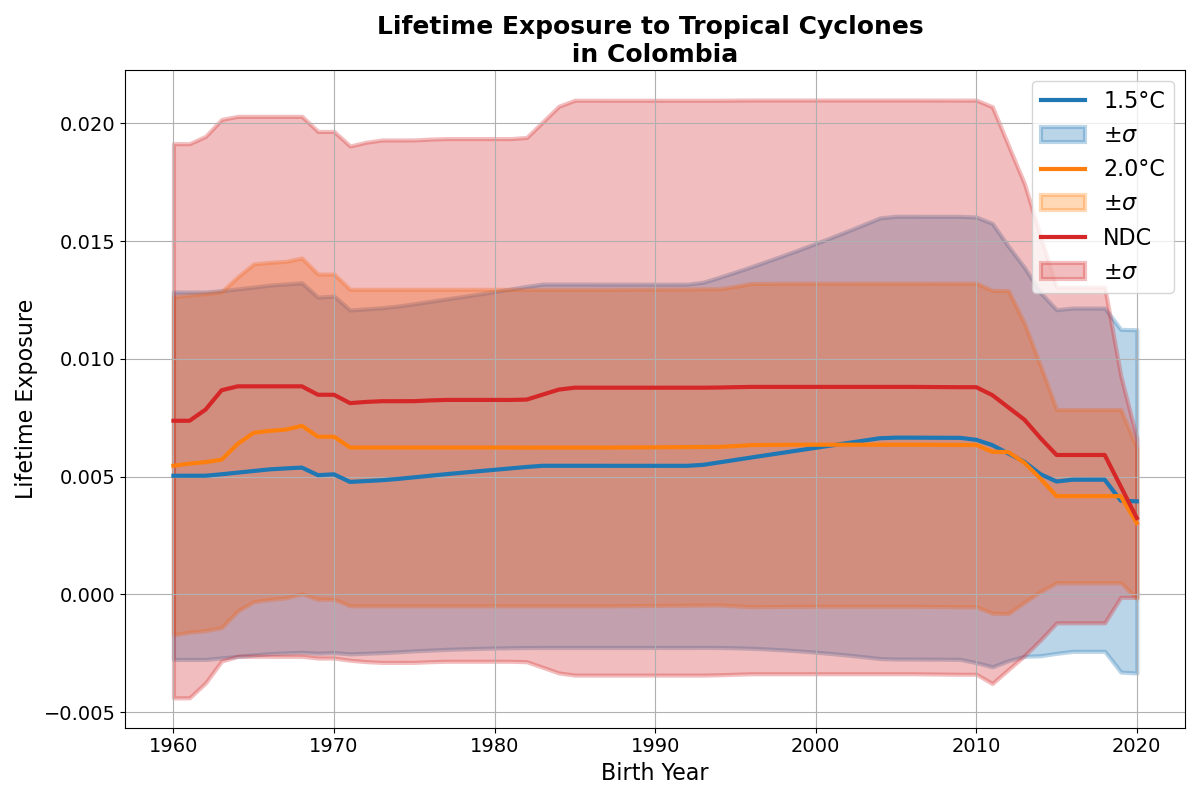 Lifetime Exposure to Tropical Cyclones
in Colombia
1.5°C
±σ
2.0°C
±σ
NDC
±σ
Lifetime Exposure
0.020
0.015
0.010
0.005
0.000
−0.005
1960 1970 1980 1990 2000 2010 2020
Birth Year